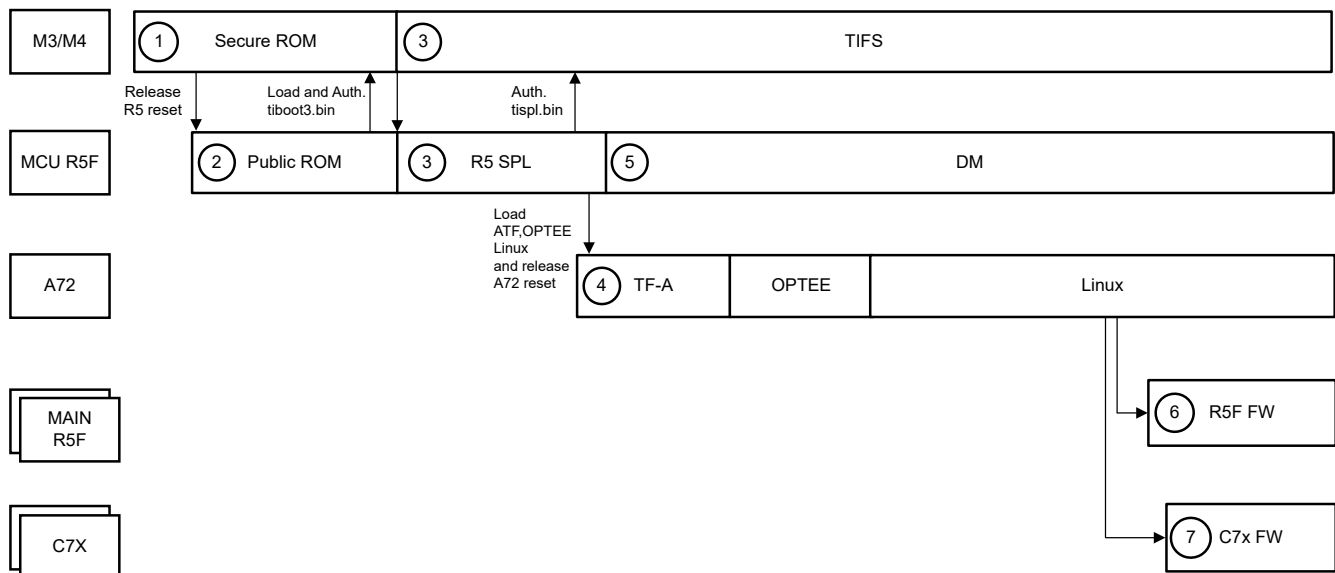 M3/M4
1
Secure ROM
3
TIFS
Release
R5 reset
Load and Auth.
tiboot3.bin
Auth.
tispl.bin
MCU R5F
2
Public ROM
3
R5 SPL
5
DM
Load
ATF,OPTEE
Linux
and release
A72 reset
A72
4
TF-A
OPTEE
Linux
MAIN
R5F
6
R5F FW
C7X
7
C7x FW